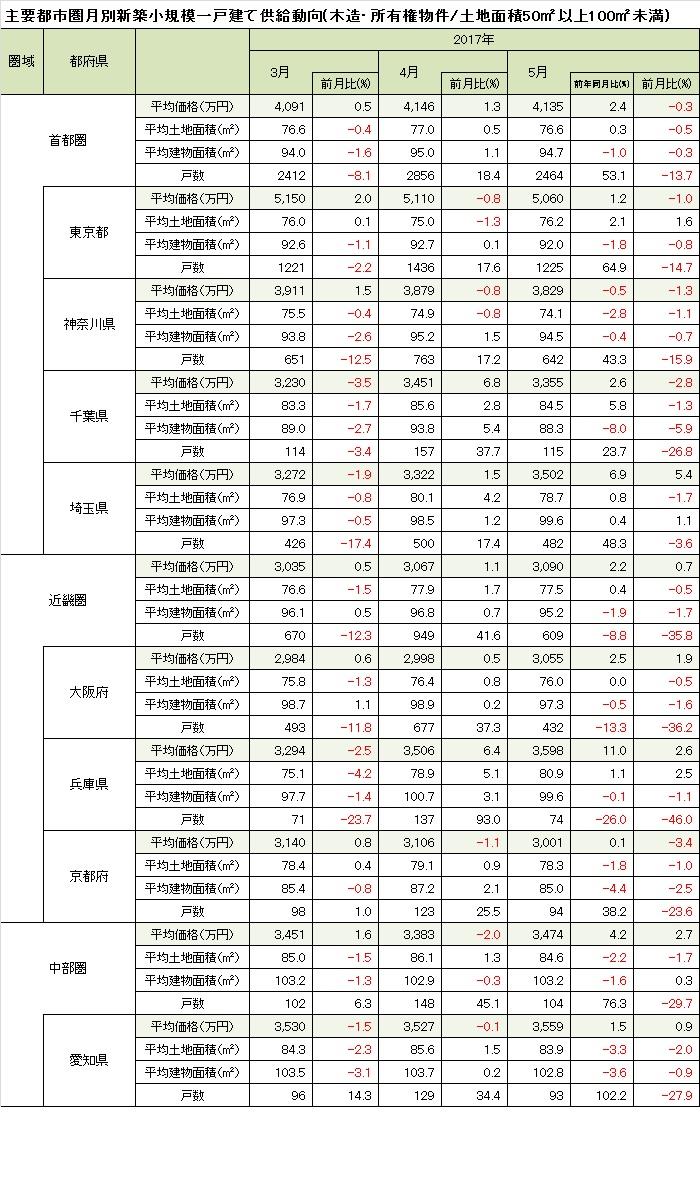 主要都市圏月別新築小規模一戸建て供給動向(木造・所有権物件/土地面積50㎡以上100㎡未満)
圏域 都府県 2017年
3月 前月比(%) 4月 前月比(%) 5月 前年同月比(%) 前月比(%)
首都圏
平均価格(万円) 4,091 0.5 4,146 1.3 4,135 2.4 -0.3
平均土地面積(㎡) 76.6 -0.4 77.0 0.5 76.6 0.3 -0.5
平均建物面積(㎡) 94.0 -1.6 95.0 1.1 94.7 -1.0 -0.3
戸数 2412 -8.1 2856 18.4 2464 53.1 -13.7
東京都
平均価格(万円) 5,150 2.0 5,110 -0.8 5,060 1.2 -1.0
平均土地面積(㎡) 76.0 0.1 75.0 -1.3 76.2 2.1 1.6
平均建物面積(㎡) 92.6 -1.1 92.7 0.1 92.0 -1.8 -0.8
戸数 1221 -2.2 1436 17.6 1225 64.9 -14.7
神奈川県
平均価格(万円) 3,911 1.5 3,879 -0.8 3,829 -0.5 -1.3
平均土地面積(㎡) 75.5 -0.4 74.9 -0.8 74.1 -2.8 -1.1
平均建物面積(㎡) 93.8 -2.6 95.2 1.5 94.5 -0.4 -0.7
戸数 651 -12.5 763 17.2 642 43.3 -15.9
千葉県
平均価格(万円) 3,230 -3.5 3,451 6.8 3,355 2.6 -2.8
平均土地面積(㎡) 83.3 -1.7 85.6 2.8 84.5 5.8 -1.3
平均建物面積(㎡) 89.0 -2.7 93.8 5.4 88.3 -8.0 -5.9
戸数 114 -3.4 157 37.7 115 23.7 -26.8
埼玉県
平均価格(万円) 3,272 -1.9 3,322 1.5 3,502 6.9 5.4
平均土地面積(㎡) 76.9 -0.8 80.1 4.2 78.7 0.8 -1.7
平均建物面積(㎡) 97.3 -0.5 98.5 1.2 99.6 0.4 1.1
戸数 426 -17.4 500 17.4 482 48.3 -3.6
近畿圏
平均価格(万円) 3,035 0.5 3,067 1.1 3,090 2.2 0.7
平均土地面積(㎡) 76.6 -1.5 77.9 1.7 77.5 0.4 -0.5
平均建物面積(㎡) 96.1 0.5 96.8 0.7 95.2 -1.9 -1.7
戸数 670 -12.3 949 41.6 609 -8.8 -35.8
大阪府
平均価格(万円) 2,984 0.6 2,998 0.5 3,055 2.5 1.9
平均土地面積(㎡) 75.8 -1.3 76.4 0.8 76.0 0.0 -0.5
平均建物面積(㎡) 98.7 1.1 98.9 0.2 97.3 -0.5 -1.6
戸数 493 -11.8 677 37.3 432 -13.3 -36.2
兵庫県
平均価格(万円) 3,294 -2.5 3,506 6.4 3,598 11.0 2.6
平均土地面積(㎡) 75.1 -4.2 78.9 5.1 80.9 1.1 2.5
平均建物面積(㎡) 97.7 -1.4 100.7 3.1 99.6 -0.1 -1.1
戸数 71 -23.7 137 93.0 74 -26.0 -46.0
京都府
平均価格(万円) 3,140 0.8 3,106 -1.1 3,001 0.1 -3.4
平均土地面積(㎡) 78.4 0.4 79.1 0.9 78.3 -1.8 -1.0
平均建物面積(㎡) 85.4 -0.8 87.2 2.1 85.0 -4.4 -2.5
戸数 98 1.0 123 25.5 94 38.2 -23.6
中部圏
平均価格(万円) 3,451 1.6 3,383 -2.0 3,474 4.2 2.7
平均土地面積(㎡) 85.0 -1.5 86.1 1.3 84.6 -2.2 -1.7
平均建物面積(㎡) 103.2 -1.3 102.9 -0.3 103.2 -1.6 0.3
戸数 102 6.3 148 45.1 104 76.3 -29.7
愛知県
平均価格(万円) 3,530 -1.5 3,527 -0.1 3,559 1.5 0.9
平均土地面積(㎡) 84.3 -2.3 85.6 1.5 83.9 -3.3 -2.0
平均建物面積(㎡) 103.5 -3.1 103.7 0.2 102.8 -3.6 -0.9
戸数 96 14.3 129 34.4 93 102.2 -27.9